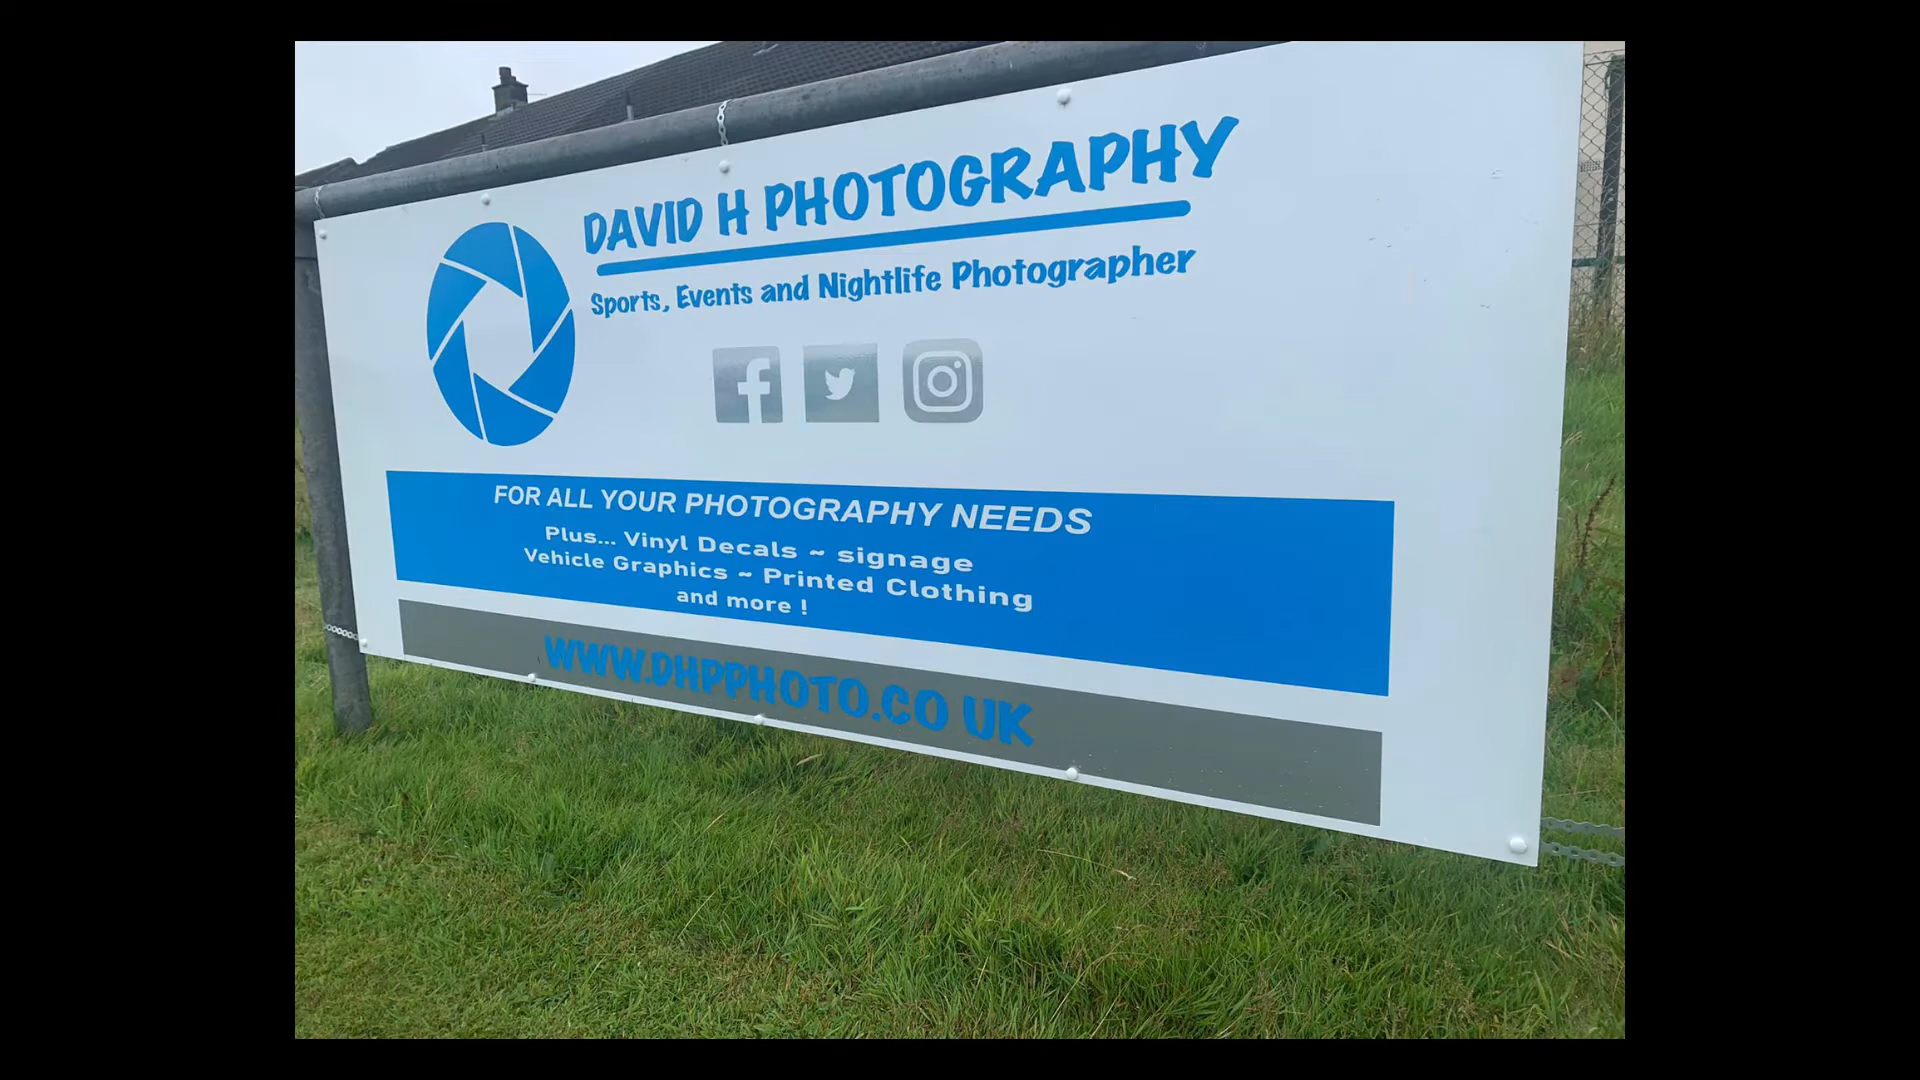 DAVID H PHOTOGRAPHY
Sports, Events and Nightlife Photographer
FOR ALL YOUR PHOTOGRAPHY NEEDS
Plus... Vinyl Decals ~ signage
Vehicle Graphics ~ Printed Clothing
and more !
WWW.DHPPHOTO.CO UK